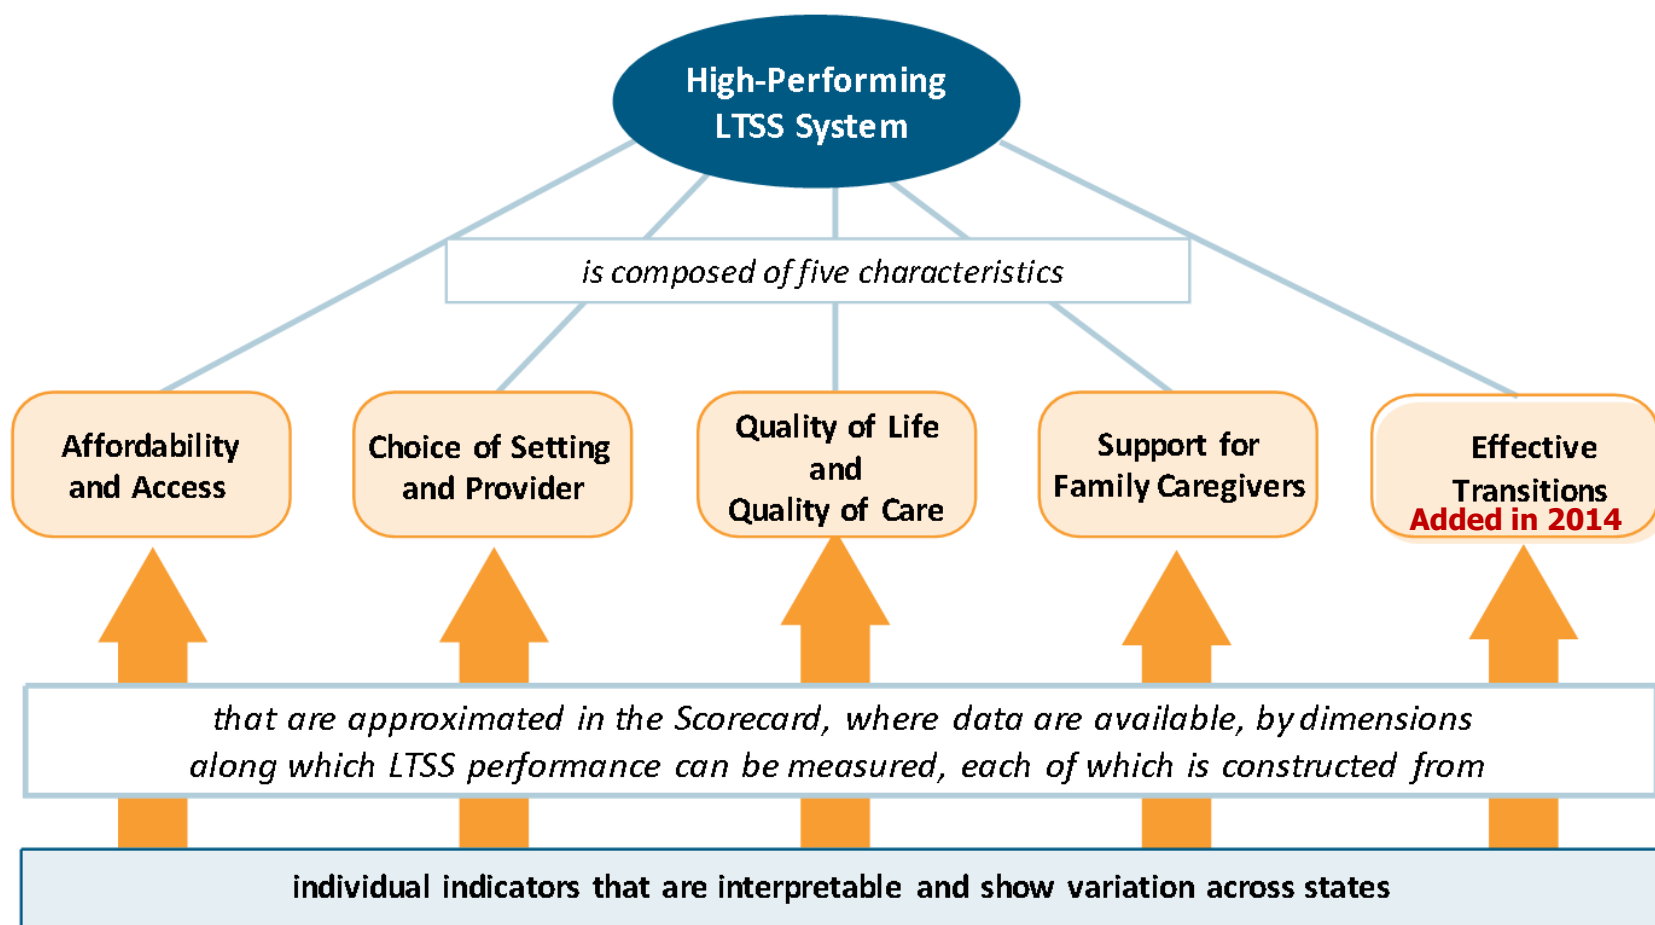 High-Performing
LTSS System
is composed of five characteristics
Affordability
and Access
Choice of Setting
and Provider
Quality of Life
and
Quality of Care
Support for
Family Caregivers
Effective
Transitions
Added in 2014
that are approximated in the Scorecard, where data are available, by dimensions
along which LTSS performance can be measured, each of which is constructed from
individual indicators that are interpretable and show variation across states